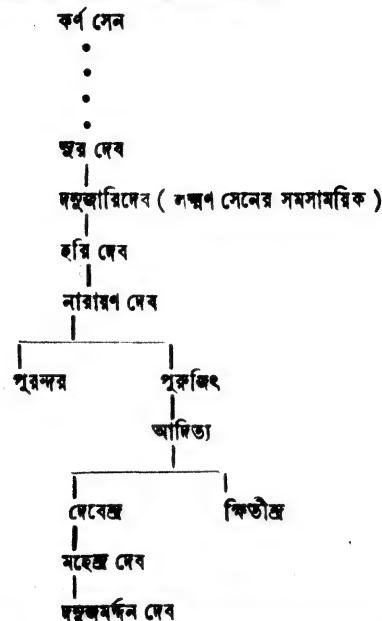 কর্ণ সেন
সুর দেব
দনুজারিদেব ( লক্ষ্মণ সেনের সমসাময়িক )
হরি দেব
নারায়ণ দেব
পুরন্দর পুরুজিৎ
আদিত্য
দেবেন্দ্র ক্ষিতীন্দ্র
মহেন্দ্র দেব
দনুজমর্দ্দন দেব